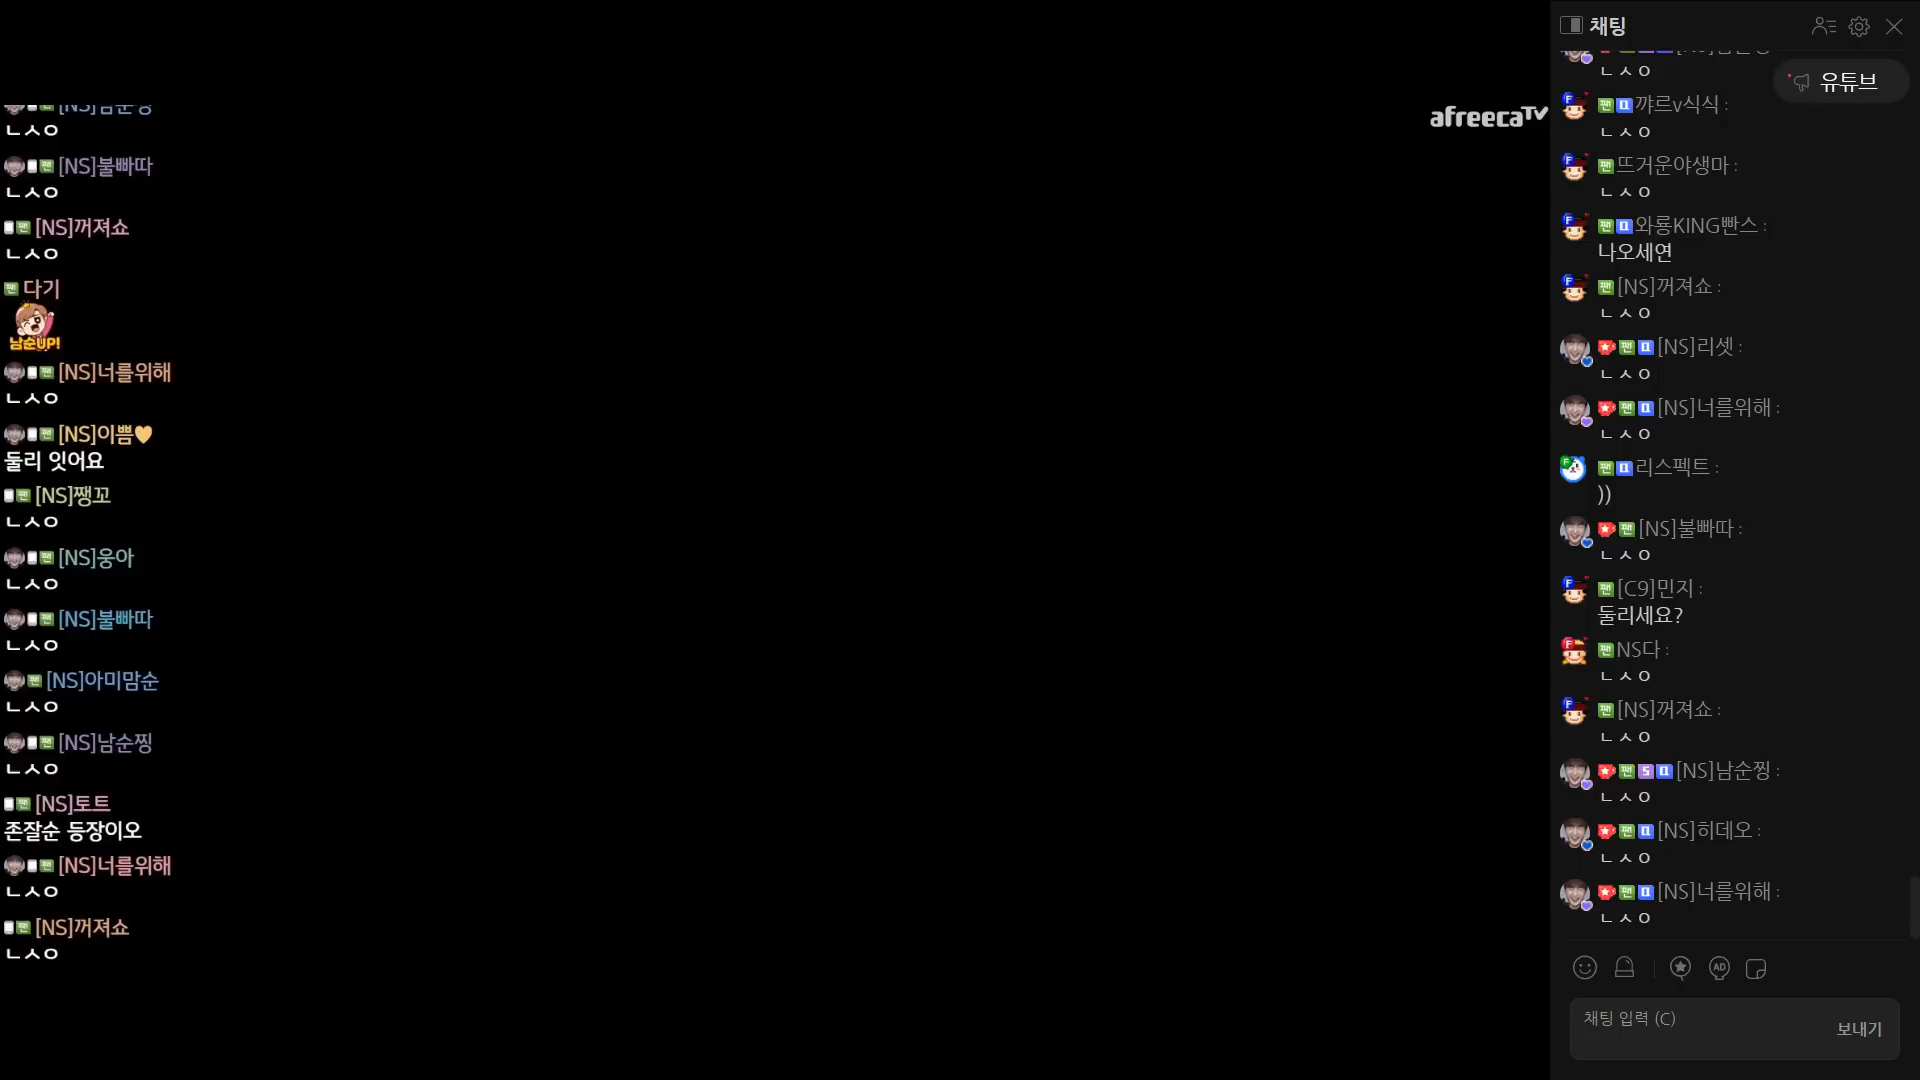 [NS]남순찡
ㄴㅅㅇ
[NS]불빠따
ㄴㅅㅇ
[NS]꺼져쇼
ㄴㅅㅇ
팬 다기
남순UP!
[NS]너를위해
ㄴㅅㅇ
[NS]이쁨
둘리 잇어요
[NS]쨍꼬
ㄴㅅㅇ
[NS]웅아
ㄴㅅㅇ
[NS]불빠따
ㄴㅅㅇ
[NS]아미맘순
ㄴㅅㅇ
[NS]남순찡
ㄴㅅㅇ
[NS]토트
존잘순 등장이오
[NS]너를위해
ㄴㅅㅇ
[NS]꺼져쇼
ㄴㅅㅇ
afreecaTV
채팅
ㄴㅅㅇ
유튜브
꺄르v식식 :
ㄴㅅㅇ
뜨거운야생마 :
ㄴㅅㅇ
와룡KING빤스 :
나오세연
[NS]꺼져쇼 :
ㄴㅅㅇ
[NS]리셋 :
ㄴㅅㅇ
[NS]너를위해 :
ㄴㅅㅇ
리스펙트 :
))
[NS]불빠따 :
ㄴㅅㅇ
[C9]민지 :
둘리세요?
NS다 :
ㄴㅅㅇ
[NS]꺼져쇼 :
ㄴㅅㅇ
[NS]남순찡 :
ㄴㅅㅇ
[NS]히데오 :
ㄴㅅㅇ
[NS]너를위해 :
ㄴㅅㅇ
AD
채팅 입력 (C)
보내기